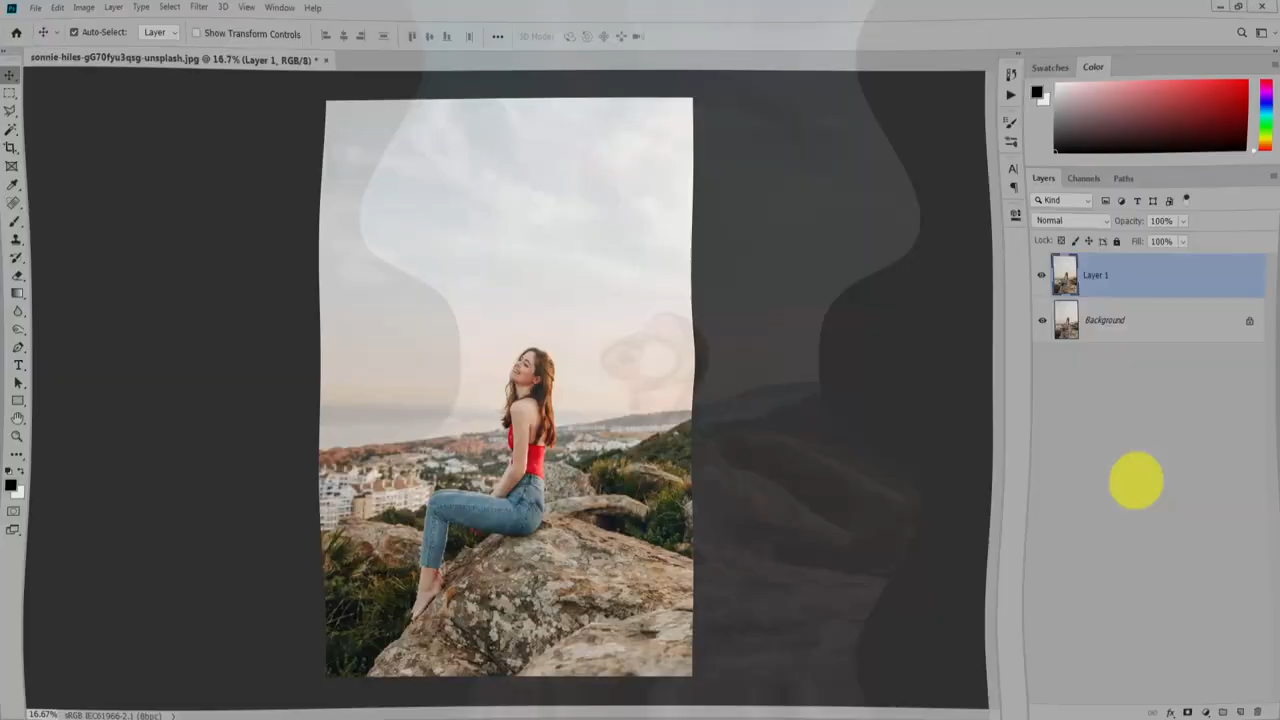 File Edit Image Layer Type Select Filter 3D View Window Help
Auto-Select: Layer Show Transform Controls 3D Model:
sonnie-hiles-gG70fyu3qsg-unsplash.jpg @ 16.7% (Layer 1, RGB/8) * ×
Swatches Color
Layers Channels Paths
Kind
Normal Opacity: 100%
Lock: Fill: 100%
Layer 1
Background
16.67% sRGB IEC61966-2.1 (8bpc)